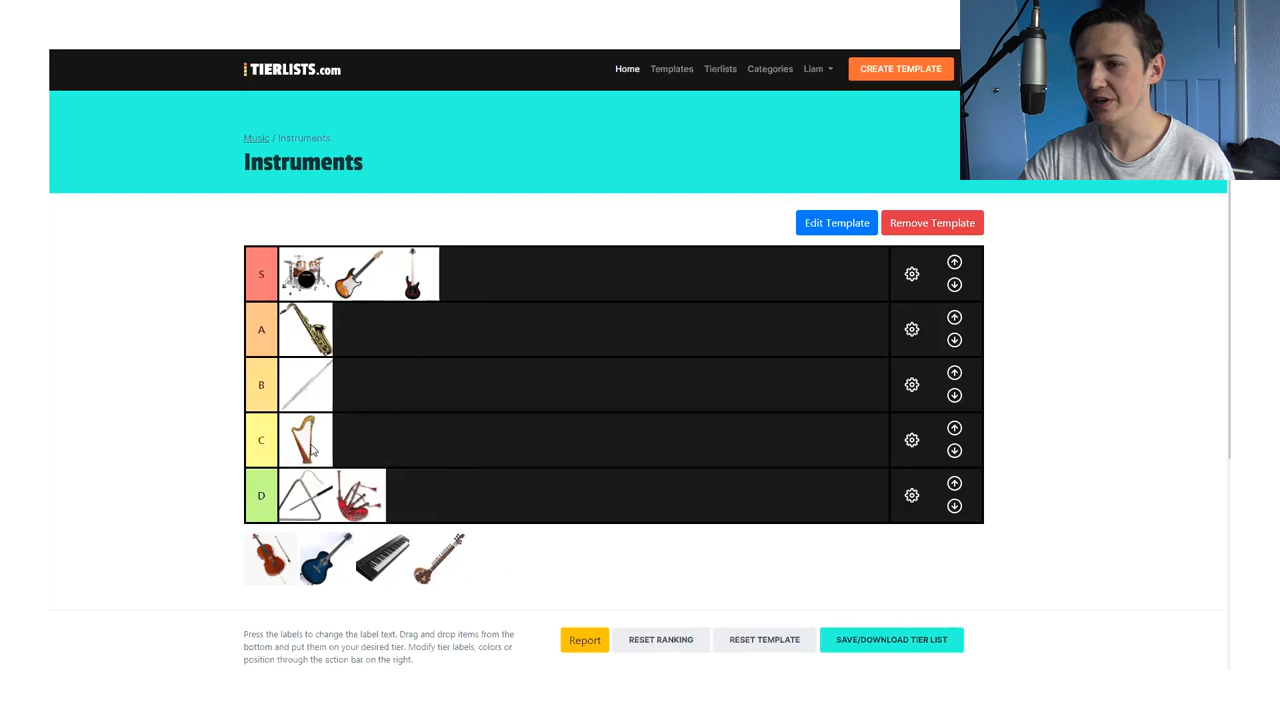 TIERLISTS.com
Home Templates Tierlists Categories Liam CREATE TEMPLATE
Music / Instruments
Instruments
Edit Template Remove Template
S
A
B
C
D
Press the labels to change the label text. Drag and drop items from the
bottom and put them on your desired tier. Modify tier labels, colors or
position through the action bar on the right.
Report RESET RANKING RESET TEMPLATE SAVE/DOWNLOAD TIER LIST